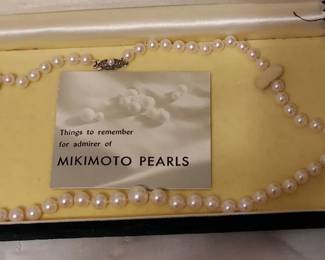 Things to remember
for admirer of
MIKIMOTO PEARLS